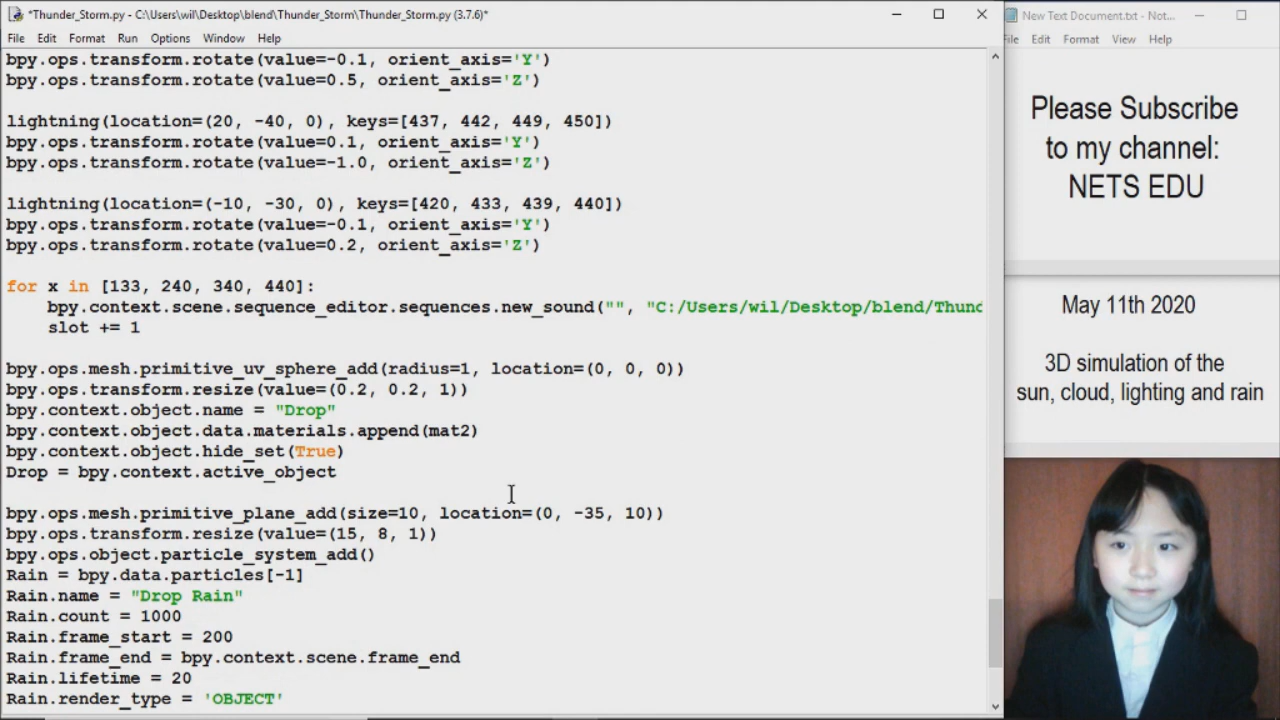 *Thunder_Storm.py - C:\Users\wil\Desktop\blend\Thunder_Storm\Thunder_Storm.py (3.7.6)*
File Edit Format Run Options Window Help
bpy.ops.transform.rotate(value=-0.1, orient_axis='Y')
bpy.ops.transform.rotate(value=0.5, orient_axis='Z')
lightning(location=(20, -40, 0), keys=[437, 442, 449, 450])
bpy.ops.transform.rotate(value=0.1, orient_axis='Y')
bpy.ops.transform.rotate(value=-1.0, orient_axis='Z')
lightning(location=(-10, -30, 0), keys=[420, 433, 439, 440])
bpy.ops.transform.rotate(value=-0.1, orient_axis='Y')
bpy.ops.transform.rotate(value=0.2, orient_axis='Z')
for x in [133, 240, 340, 440]:
    bpy.context.scene.sequence_editor.sequences.new_sound("", "C:/Users/wil/Desktop/blend/Thund
    slot += 1
bpy.ops.mesh.primitive_uv_sphere_add(radius=1, location=(0, 0, 0))
bpy.ops.transform.resize(value=(0.2, 0.2, 1))
bpy.context.object.name = "Drop"
bpy.context.object.data.materials.append(mat2)
bpy.context.object.hide_set(True)
Drop = bpy.context.active_object
bpy.ops.mesh.primitive_plane_add(size=10, location=(0, -35, 10))
bpy.ops.transform.resize(value=(15, 8, 1))
bpy.ops.object.particle_system_add()
Rain = bpy.data.particles[-1]
Rain.name = "Drop Rain"
Rain.count = 1000
Rain.frame_start = 200
Rain.frame_end = bpy.context.scene.frame_end
Rain.lifetime = 20
Rain.render_type = 'OBJECT'
New Text Document.txt - Not...
File Edit Format View Help
Please Subscribe
to my channel:
NETS EDU
May 11th 2020
3D simulation of the
sun, cloud, lighting and rain